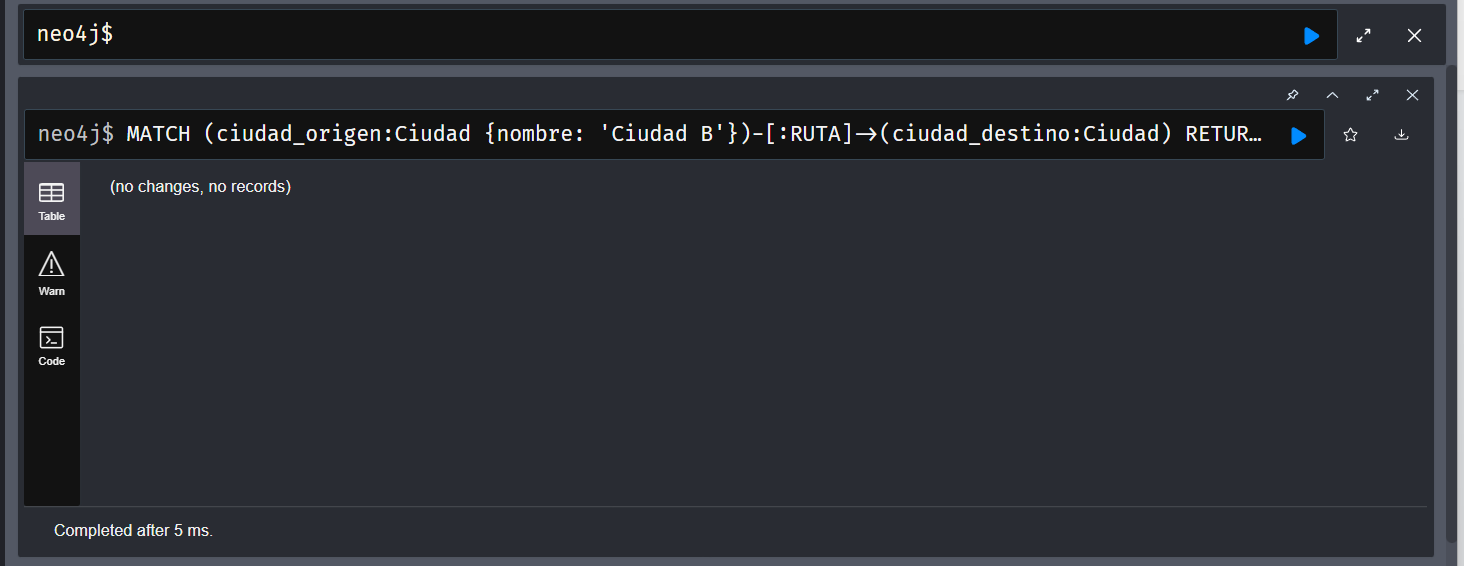 neo4j$
neo4j$ MATCH (ciudad_origen:Ciudad {nombre: 'Ciudad B'})-[:RUTA]→(ciudad_destino:Ciudad) RETUR…
(no changes, no records)
Table
Warn
Code
Completed after 5 ms.